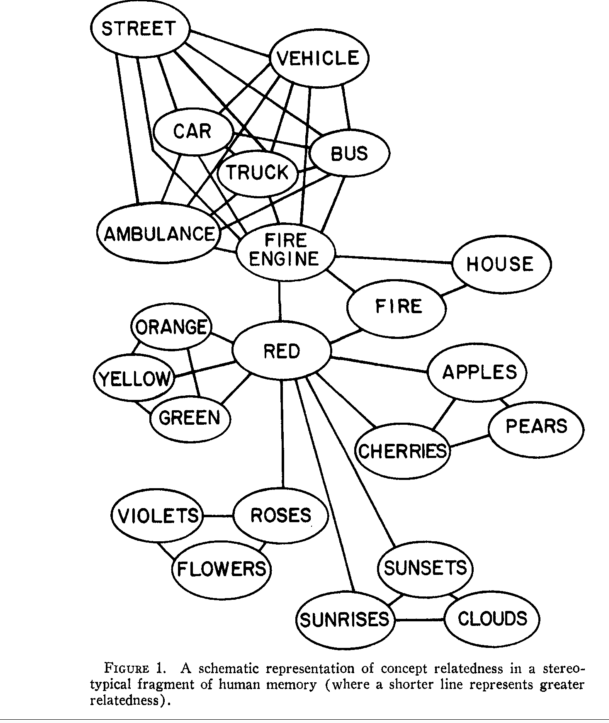 STREET
VEHICLE
CAR
BUS
TRUCK
AMBULANCE
FIRE
ENGINE
HOUSE
FIRE
ORANGE
RED
YELLOW
APPLES
GREEN
PEARS
CHERRIES
VIOLETS
ROSES
FLOWERS
SUNSETS
SUNRISES
CLOUDS
FIGURE 1. A schematic representation of concept relatedness in a stereo-
typical fragment of human memory (where a shorter line represents greater
relatedness).